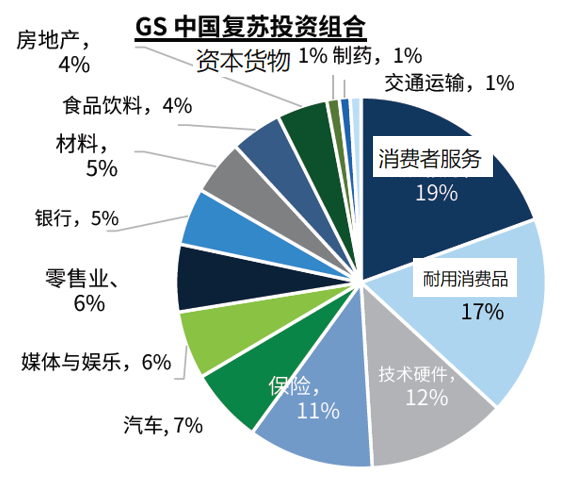 GS 中国复苏投资组合
房地产，
4%
资本货物 1% 制药，1%
交通运输，1%
食品饮料，4%
材料，
5%
消费者服务
19%
银行，5%
耐用消费品
17%
零售业、
6%
媒体与娱乐，6%
保险，
11%
技术硬件，
12%
汽车, 7%